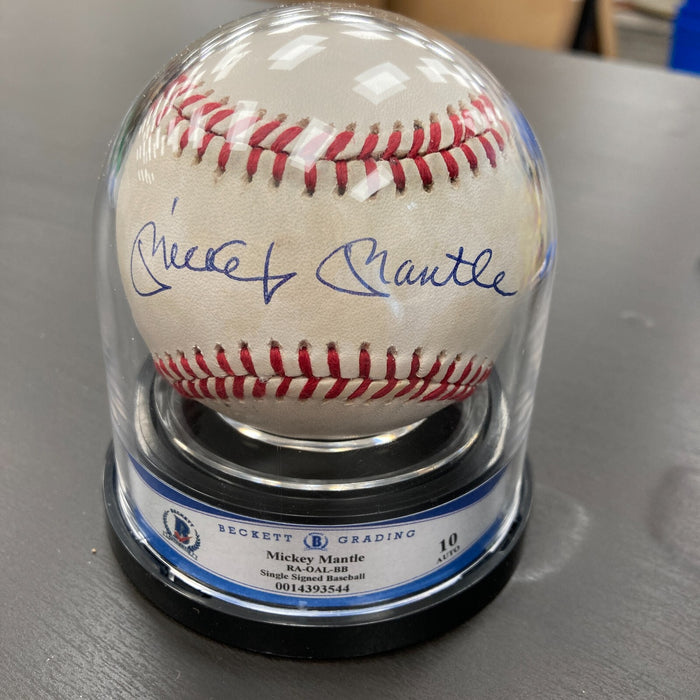 Mickey Mantle
BECKETT B GRADING
Mickey Mantle
RA-OAL-BB
Single Signed Baseball
0014393544
10
AUTO
B